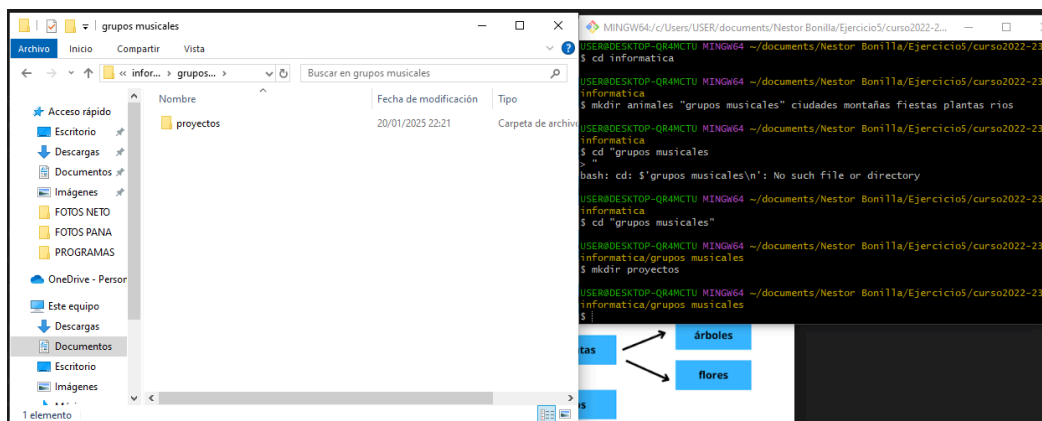 grupos musicales
Archivo Inicio Compartir Vista
« infor... › grupos... ›
Buscar en grupos musicales
Nombre Fecha de modificación Tipo
proyectos 20/01/2025 22:21 Carpeta de archivo
Acceso rápido
Escritorio
Descargas
Documentos
Imágenes
FOTOS NETO
FOTOS PANA
PROGRAMAS
OneDrive - Person
Este equipo
Descargas
Documentos
Escritorio
Imágenes
1 elemento
MINGW64:/c/Users/USER/documents/Nestor Bonilla/Ejercicio5/curso2022-2...
USER@DESKTOP-QR4MCTU MINGW64 ~/documents/Nestor Bonilla/Ejercicio5/curso2022-23
$ cd informatica
USER@DESKTOP-QR4MCTU MINGW64 ~/documents/Nestor Bonilla/Ejercicio5/curso2022-23
informatica
$ mkdir animales "grupos musicales" ciudades montañas fiestas plantas rios
USER@DESKTOP-QR4MCTU MINGW64 ~/documents/Nestor Bonilla/Ejercicio5/curso2022-23
informatica
$ cd "grupos musicales
> "
bash: cd: $'grupos musicales\n': No such file or directory
USER@DESKTOP-QR4MCTU MINGW64 ~/documents/Nestor Bonilla/Ejercicio5/curso2022-23
informatica
$ cd "grupos musicales"
USER@DESKTOP-QR4MCTU MINGW64 ~/documents/Nestor Bonilla/Ejercicio5/curso2022-23
informatica/grupos musicales
$ mkdir proyectos
USER@DESKTOP-QR4MCTU MINGW64 ~/documents/Nestor Bonilla/Ejercicio5/curso2022-23
informatica/grupos musicales
$
árboles
tas
flores